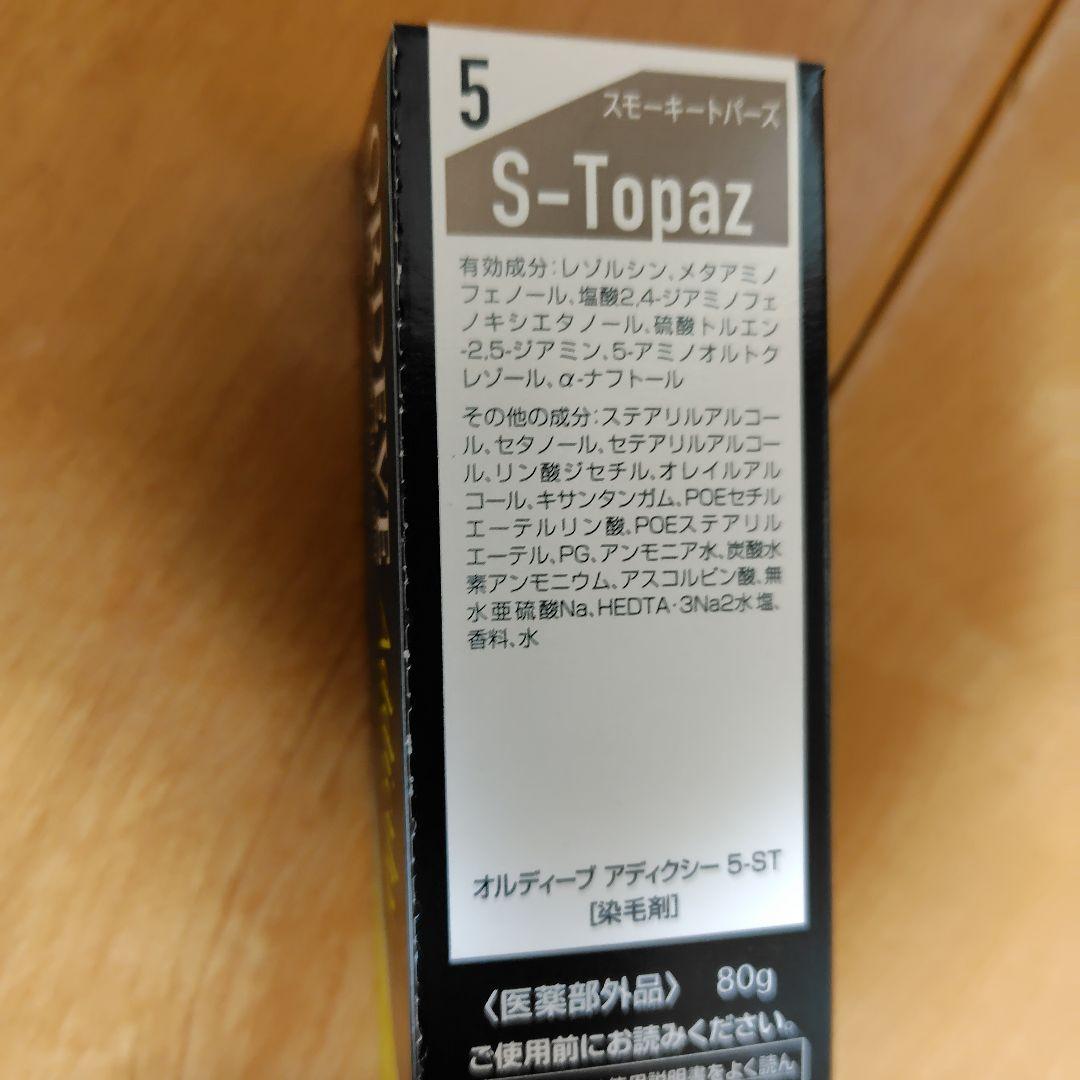 5
スモーキートパーズ
S-Topaz
有効成分:レゾルシン、メタアミノ
フェノール、塩酸2,4-ジアミノフェ
ノキシエタノール、硫酸トルエン
-2,5-ジアミン、5-アミノオルトク
レゾール、α-ナフトール
その他の成分:ステアリルアルコー
ル、セタノール、セテアリルアルコー
ル、リン酸ジセチル、オレイルアル
コール、キサンタンガム、POEセチル
エーテルリン酸、POEステアリル
エーテル、PG、アンモニア水、炭酸水
素アンモニウム、アスコルビン酸、無
水亜硫酸Na、HEDTA・3Na2水塩、
香料、水
オルディーブ アディクシー 5-ST
[染毛剤]
〈医薬部外品〉 80g
ご使用前にお読みください。
使用説明書をよく読ん
ORDEVE